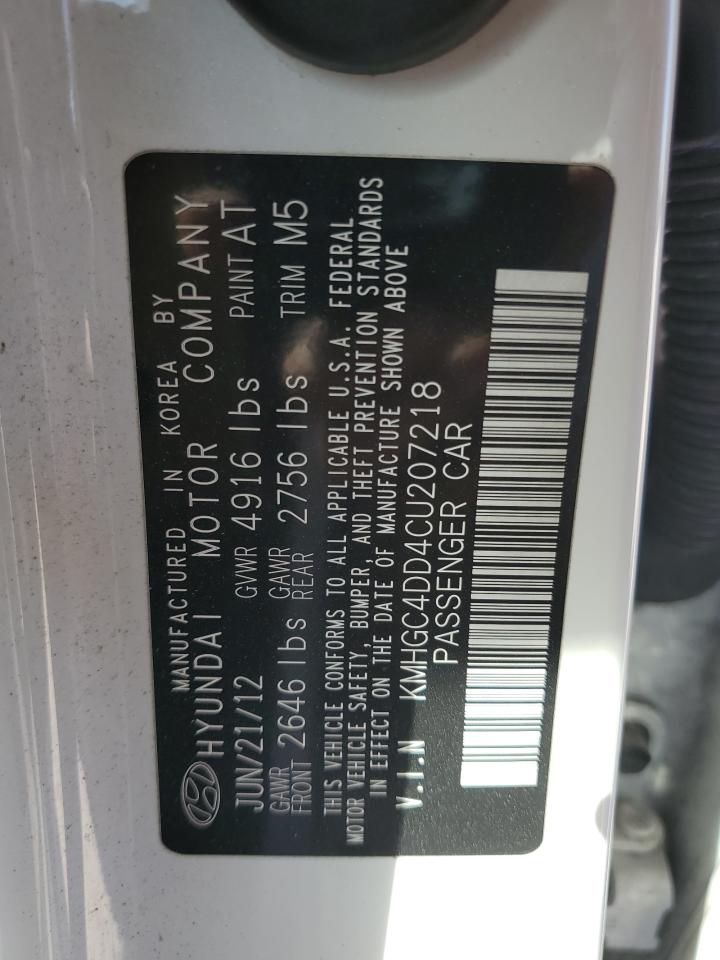 MANUFACTURED IN KOREA BY
HYUNDAI MOTOR COMPANY
JUN/21/12 GVWR 4916 lbs PAINT AT
GAWR FRONT 2646 lbs GAWR REAR 2756 lbs TRIM M5
THIS VEHICLE CONFORMS TO ALL APPLICABLE U.S.A. FEDERAL
MOTOR VEHICLE SAFETY, BUMPER, AND THEFT PREVENTION STANDARDS
IN EFFECT ON THE DATE OF MANUFACTURE SHOWN ABOVE
V.I.N KMHGC4DD4CU207218
PASSENGER CAR